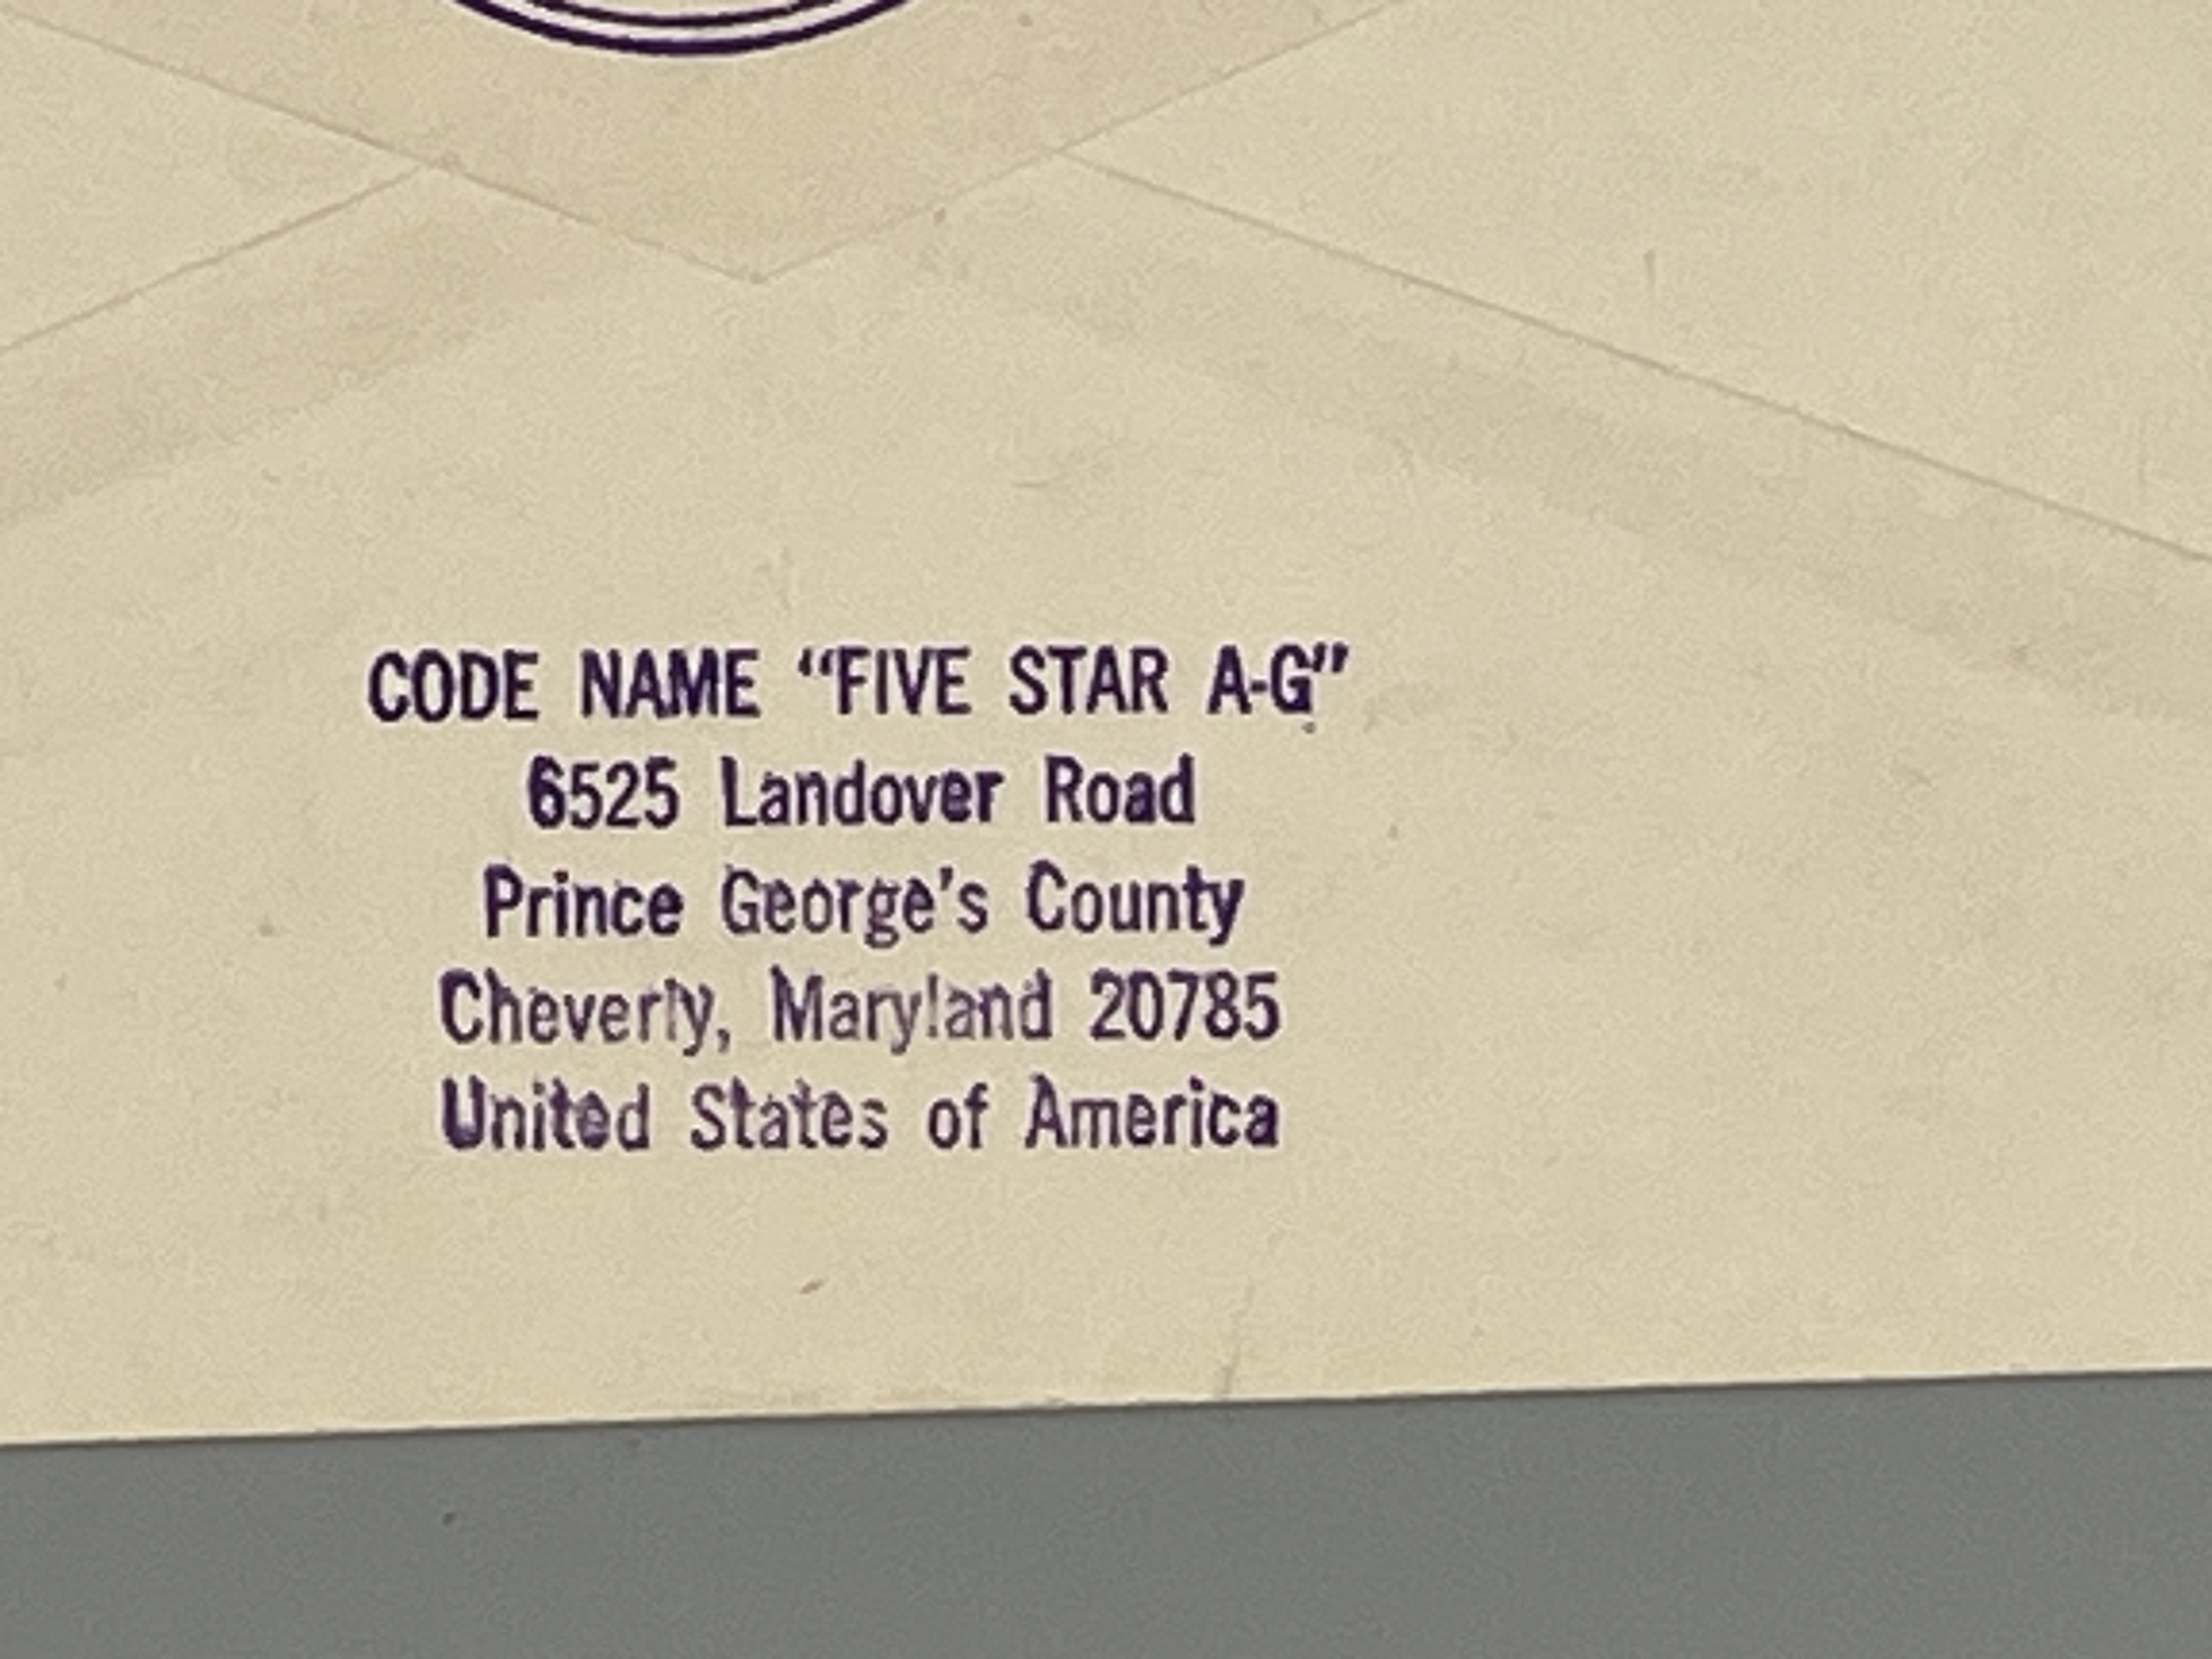 CODE NAME “FIVE STAR A-G”
6525 Landover Road
Prince George’s County
Cheverly, Maryland 20785
United States of America